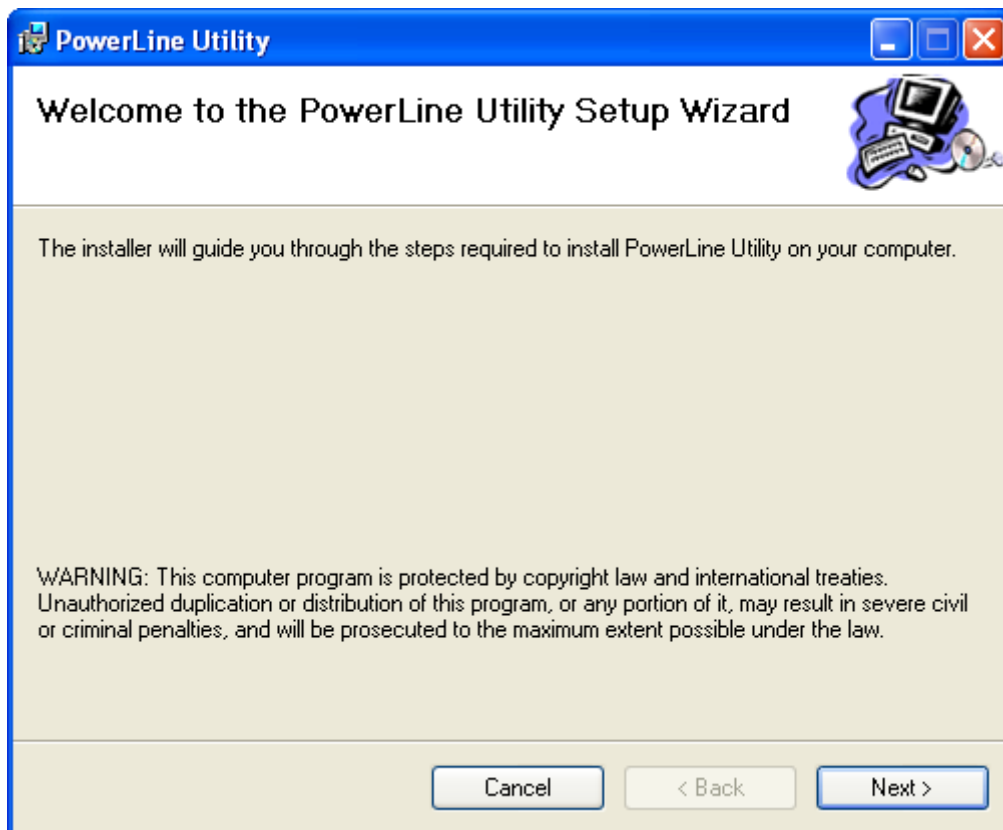 PowerLine Utility
Welcome to the PowerLine Utility Setup Wizard
The installer will guide you through the steps required to install PowerLine Utility on your computer.
WARNING: This computer program is protected by copyright law and international treaties.
Unauthorized duplication or distribution of this program, or any portion of it, may result in severe civil
or criminal penalties, and will be prosecuted to the maximum extent possible under the law.
Cancel
< Back
Next >